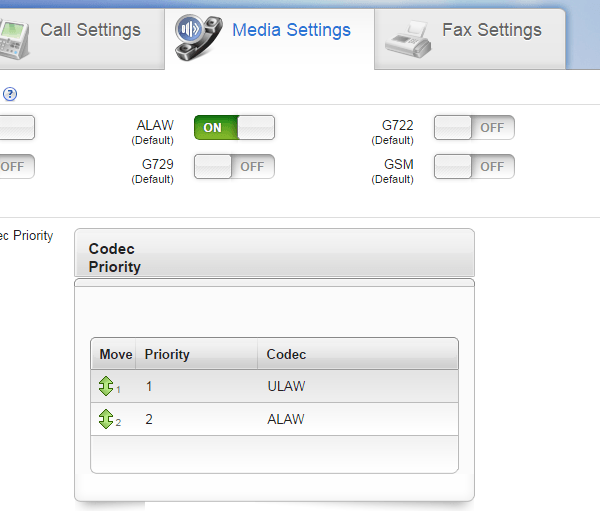 Call Settings
Media Settings
Fax Settings
?
ALAW
(Default)
ON
G722
(Default)
OFF
OFF
G729
(Default)
OFF
GSM
(Default)
OFF
Priority
Codec
Priority
Move Priority Codec
1 1 ULAW
2 2 ALAW